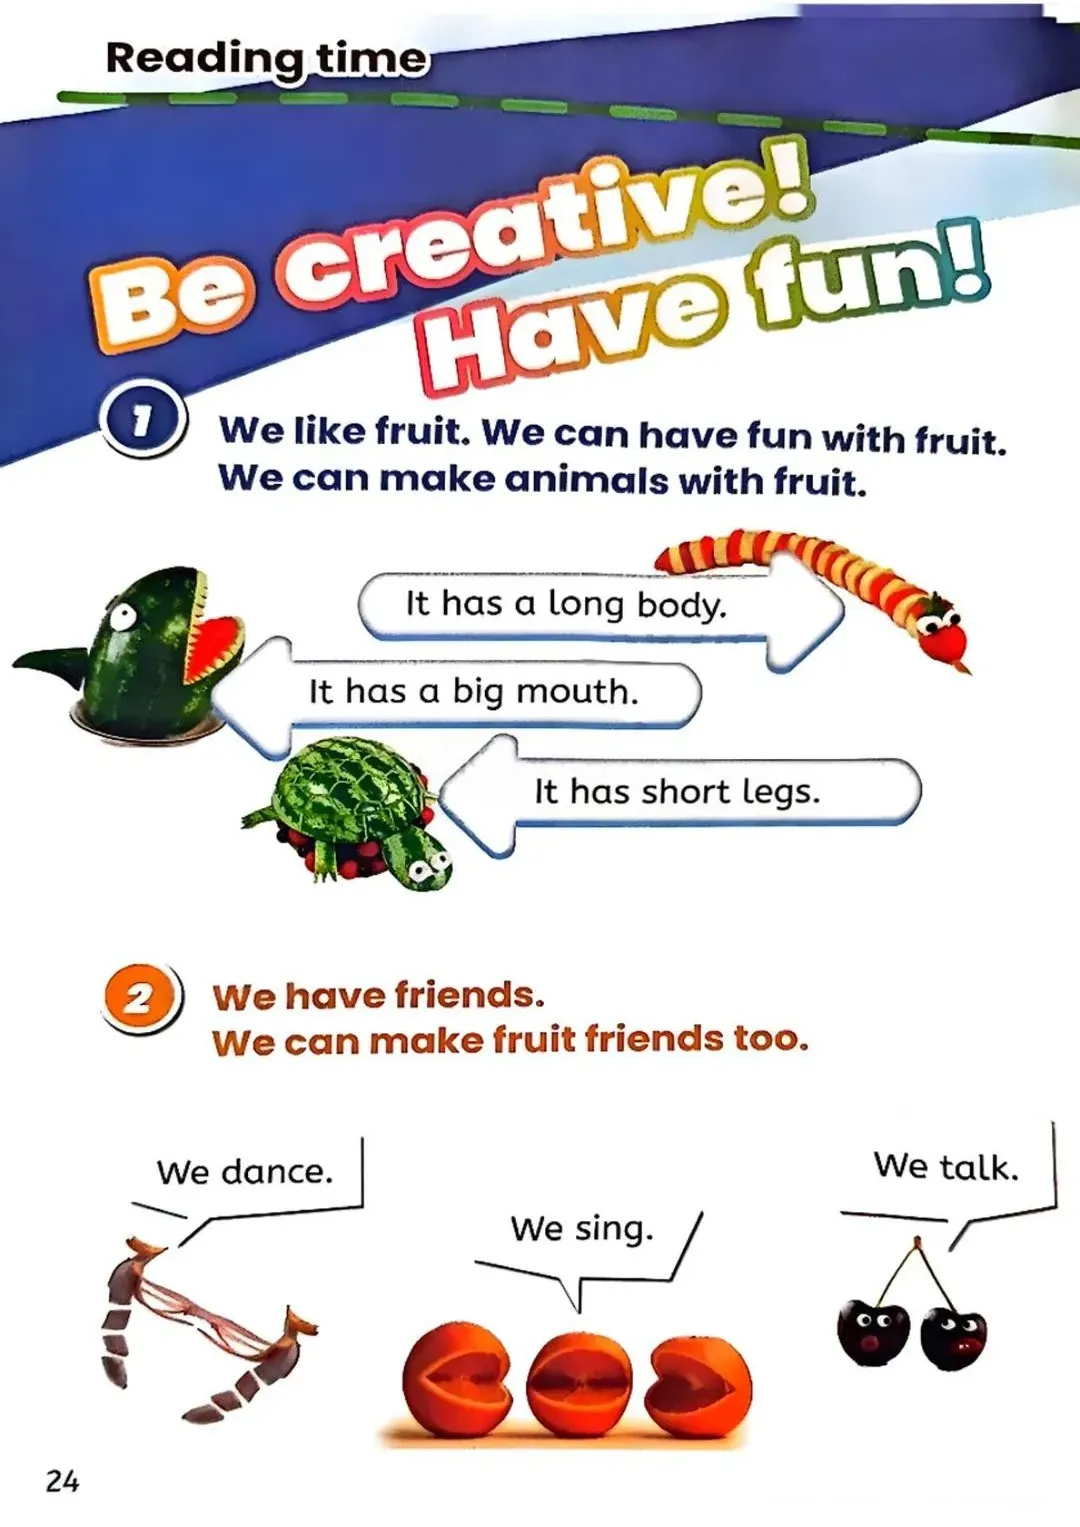 Reading time
Be creative!
Have fun!
1
We like fruit. We can have fun with fruit.
We can make animals with fruit.
It has a long body.
It has a big mouth.
It has short legs.
2
We have friends.
We can make fruit friends too.
We dance.
We sing.
We talk.
24